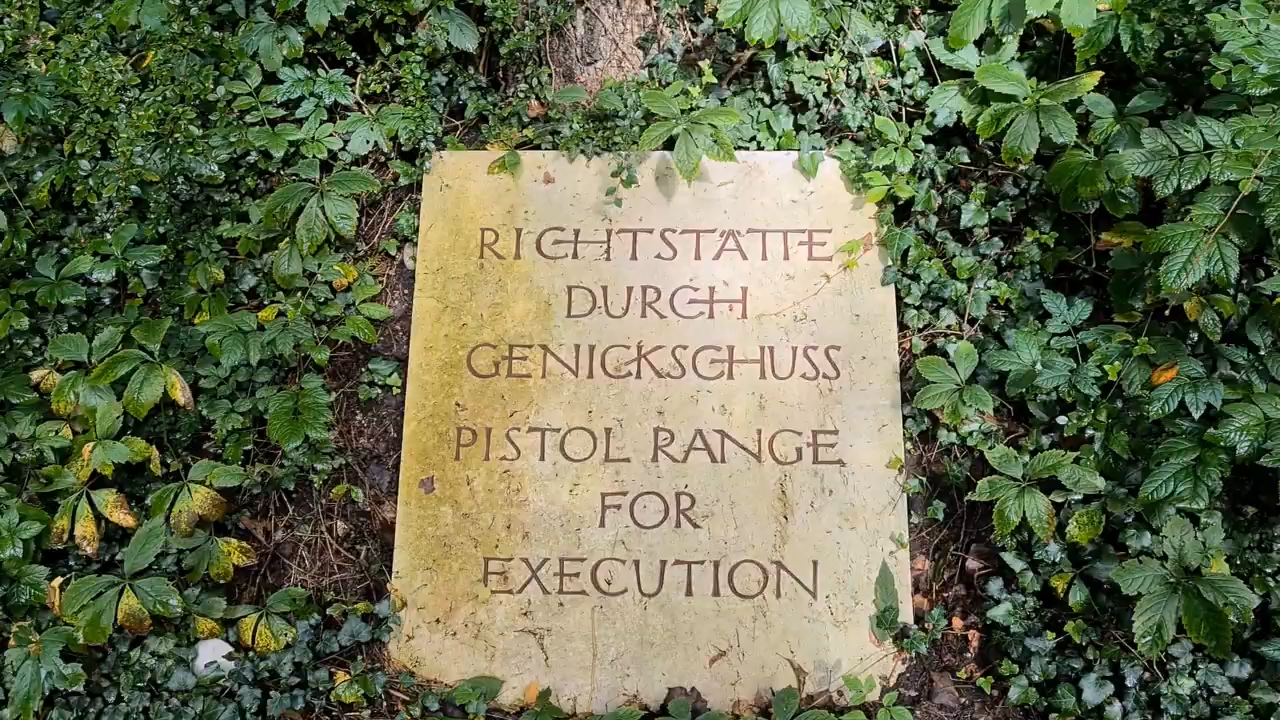 RICHTSTÄTTE
DURCH
GENICKSCHUSS
PISTOL RANGE
FOR
EXECUTION